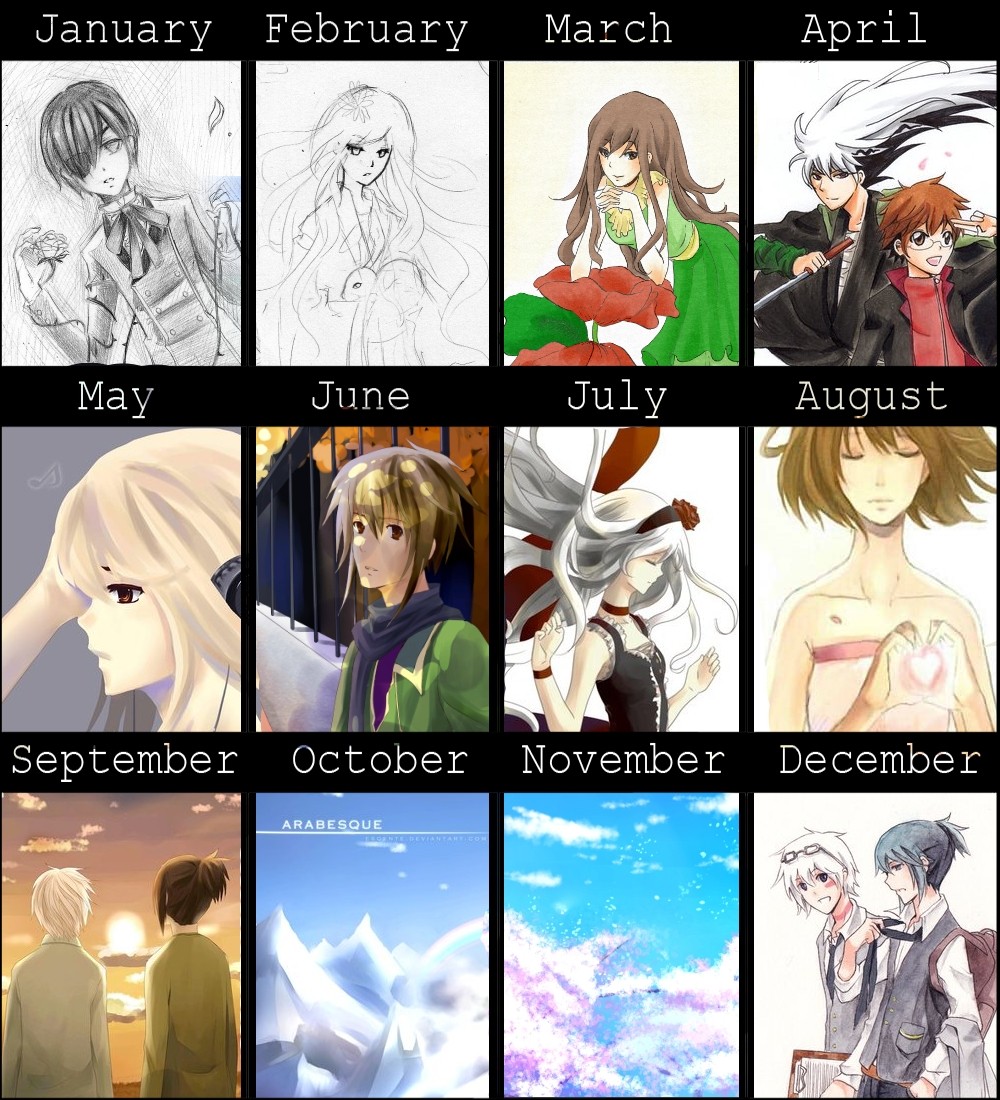 January February March April
May June July August
September October November December
ARABESQUE